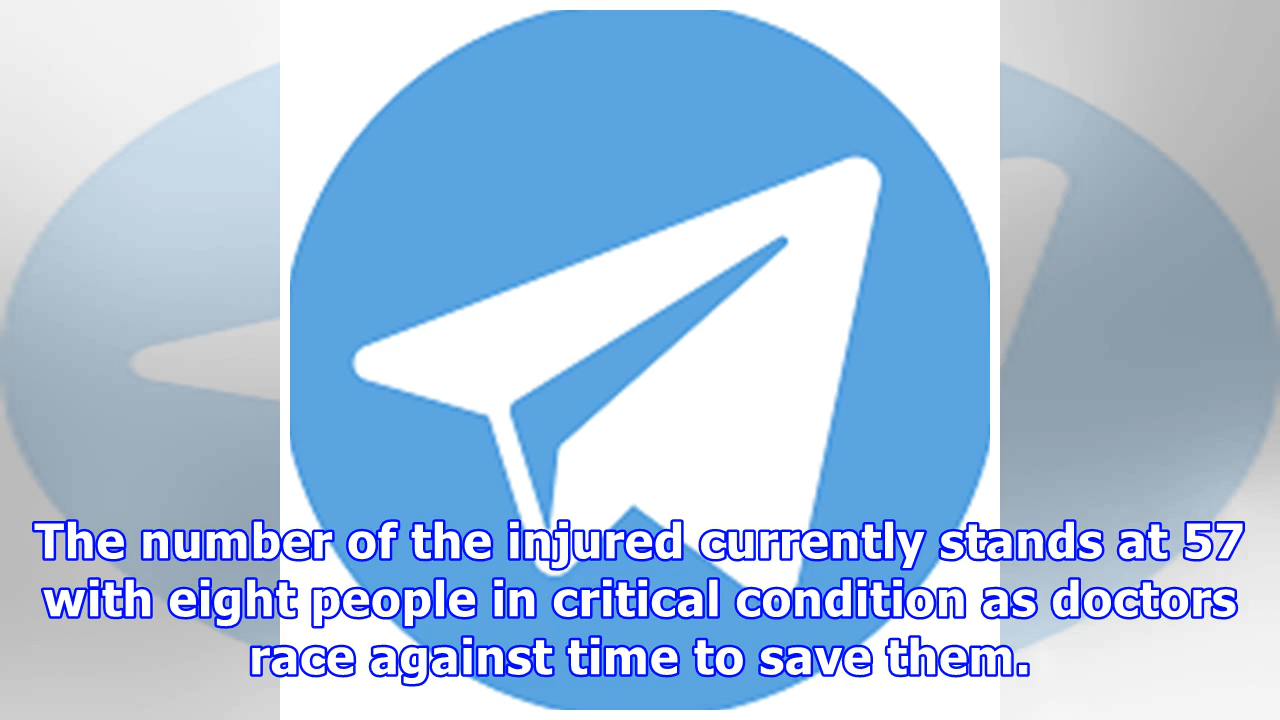 The number of the injured currently stands at 57
with eight people in critical condition as doctors
race against time to save them.